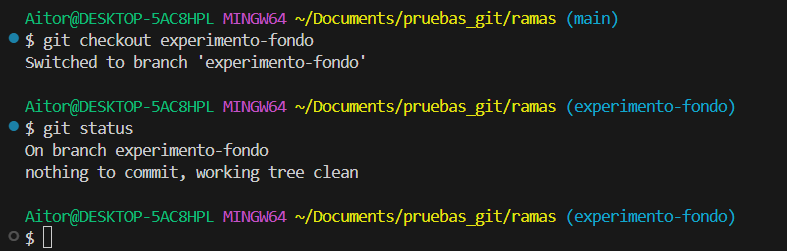 Aitor@DESKTOP-5AC8HPL MINGW64 ~/Documents/pruebas_git/ramas (main)
$ git checkout experimento-fondo
Switched to branch 'experimento-fondo'
Aitor@DESKTOP-5AC8HPL MINGW64 ~/Documents/pruebas_git/ramas (experimento-fondo)
$ git status
On branch experimento-fondo
nothing to commit, working tree clean
Aitor@DESKTOP-5AC8HPL MINGW64 ~/Documents/pruebas_git/ramas (experimento-fondo)
$